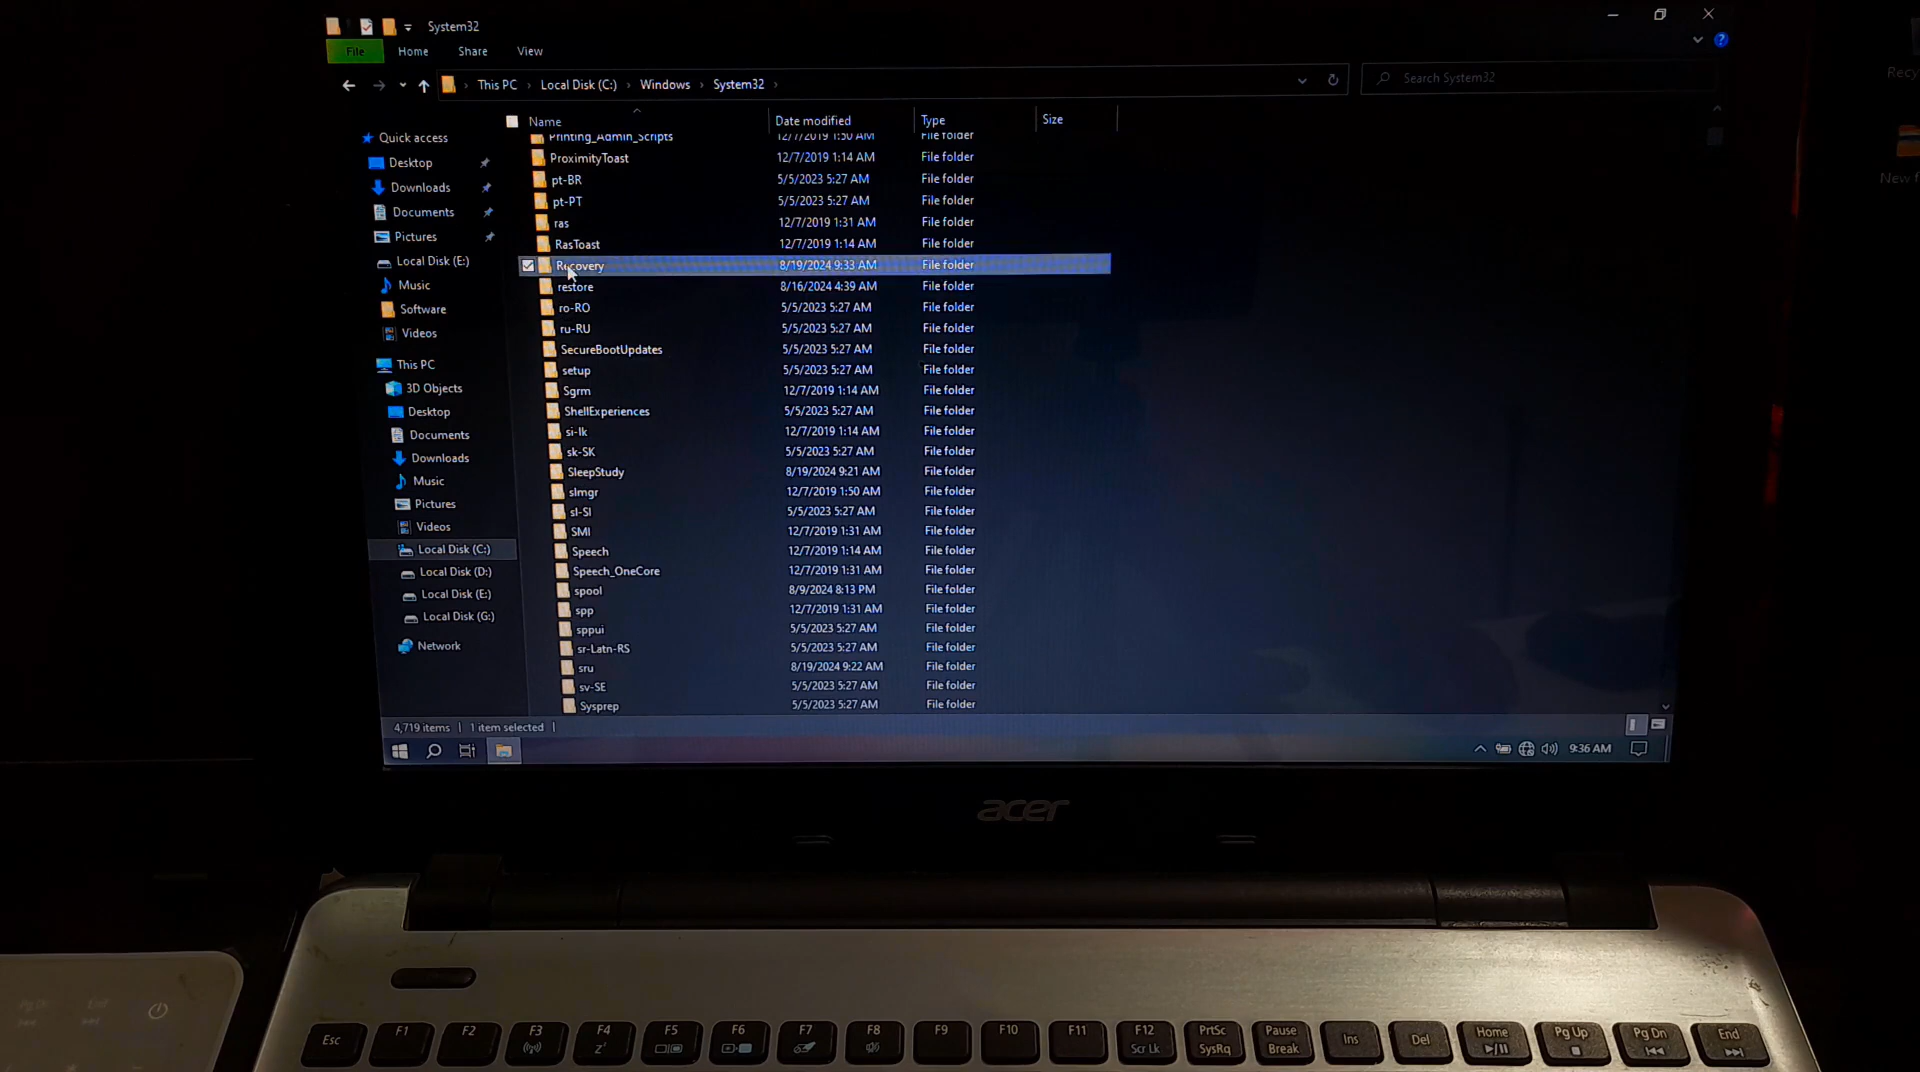 System32
File Home Share View
This PC Local Disk (C:) Windows System32
Search System32
Name Date modified Type Size
Quick access
Desktop
Downloads
Documents
Pictures
Local Disk (E:)
Music
Software
Videos
This PC
3D Objects
Desktop
Documents
Downloads
Music
Pictures
Videos
Local Disk (C:)
Local Disk (D:)
Local Disk (E:)
Local Disk (G:)
Network
Printing_Admin_Scripts 12/7/2019 1:50 AM File folder
ProximityToast 12/7/2019 1:14 AM File folder
pt-BR 5/5/2023 5:27 AM File folder
pt-PT 5/5/2023 5:27 AM File folder
ras 12/7/2019 1:31 AM File folder
RasToast 12/7/2019 1:14 AM File folder
Recovery 8/19/2024 9:33 AM File folder
restore 8/16/2024 4:39 AM File folder
ro-RO 5/5/2023 5:27 AM File folder
ru-RU 5/5/2023 5:27 AM File folder
SecureBootUpdates 5/5/2023 5:27 AM File folder
setup 5/5/2023 5:27 AM File folder
Sgrm 12/7/2019 1:14 AM File folder
ShellExperiences 5/5/2023 5:27 AM File folder
si-lk 12/7/2019 1:14 AM File folder
sk-SK 5/5/2023 5:27 AM File folder
SleepStudy 8/19/2024 9:21 AM File folder
slmgr 12/7/2019 1:50 AM File folder
sl-SI 5/5/2023 5:27 AM File folder
SMI 12/7/2019 1:31 AM File folder
Speech 12/7/2019 1:14 AM File folder
Speech_OneCore 12/7/2019 1:31 AM File folder
spool 8/9/2024 8:13 PM File folder
spp 12/7/2019 1:31 AM File folder
sppui 5/5/2023 5:27 AM File folder
sr-Latn-RS 5/5/2023 5:27 AM File folder
sru 8/19/2024 9:22 AM File folder
sv-SE 5/5/2023 5:27 AM File folder
Sysprep 5/5/2023 5:27 AM File folder
4,719 items 1 item selected
9:36 AM
acer
Esc F1 F2 F3 F4 F5 F6 F7 F8 F9 F10 F11 F12 PrtSc Pause Ins Del Home Pg Up Pg Dn End
Scr Lk SysRq Break